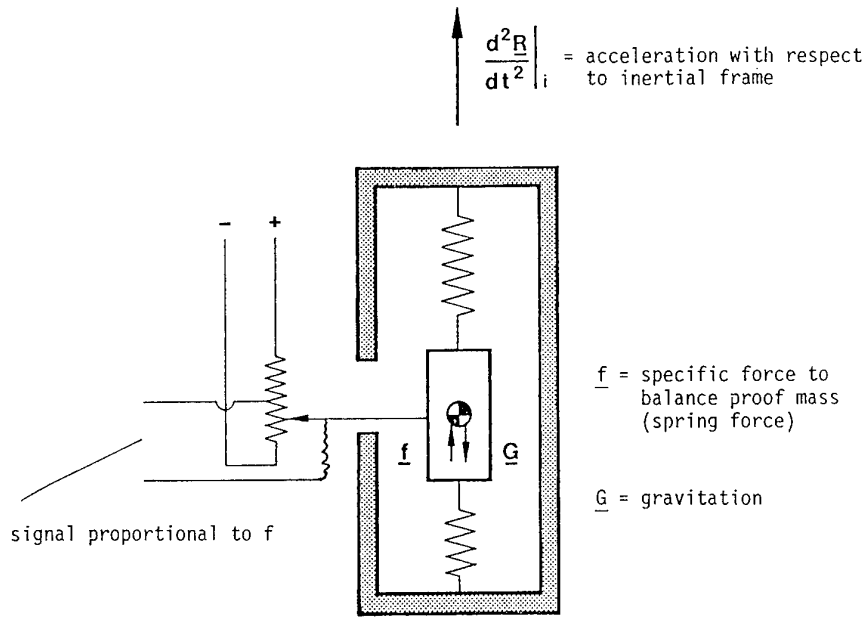 d²R
dt² i = acceleration with respect
to inertial frame
- +
f = specific force to
balance proof mass
(spring force)
f G
G = gravitation
signal proportional to f